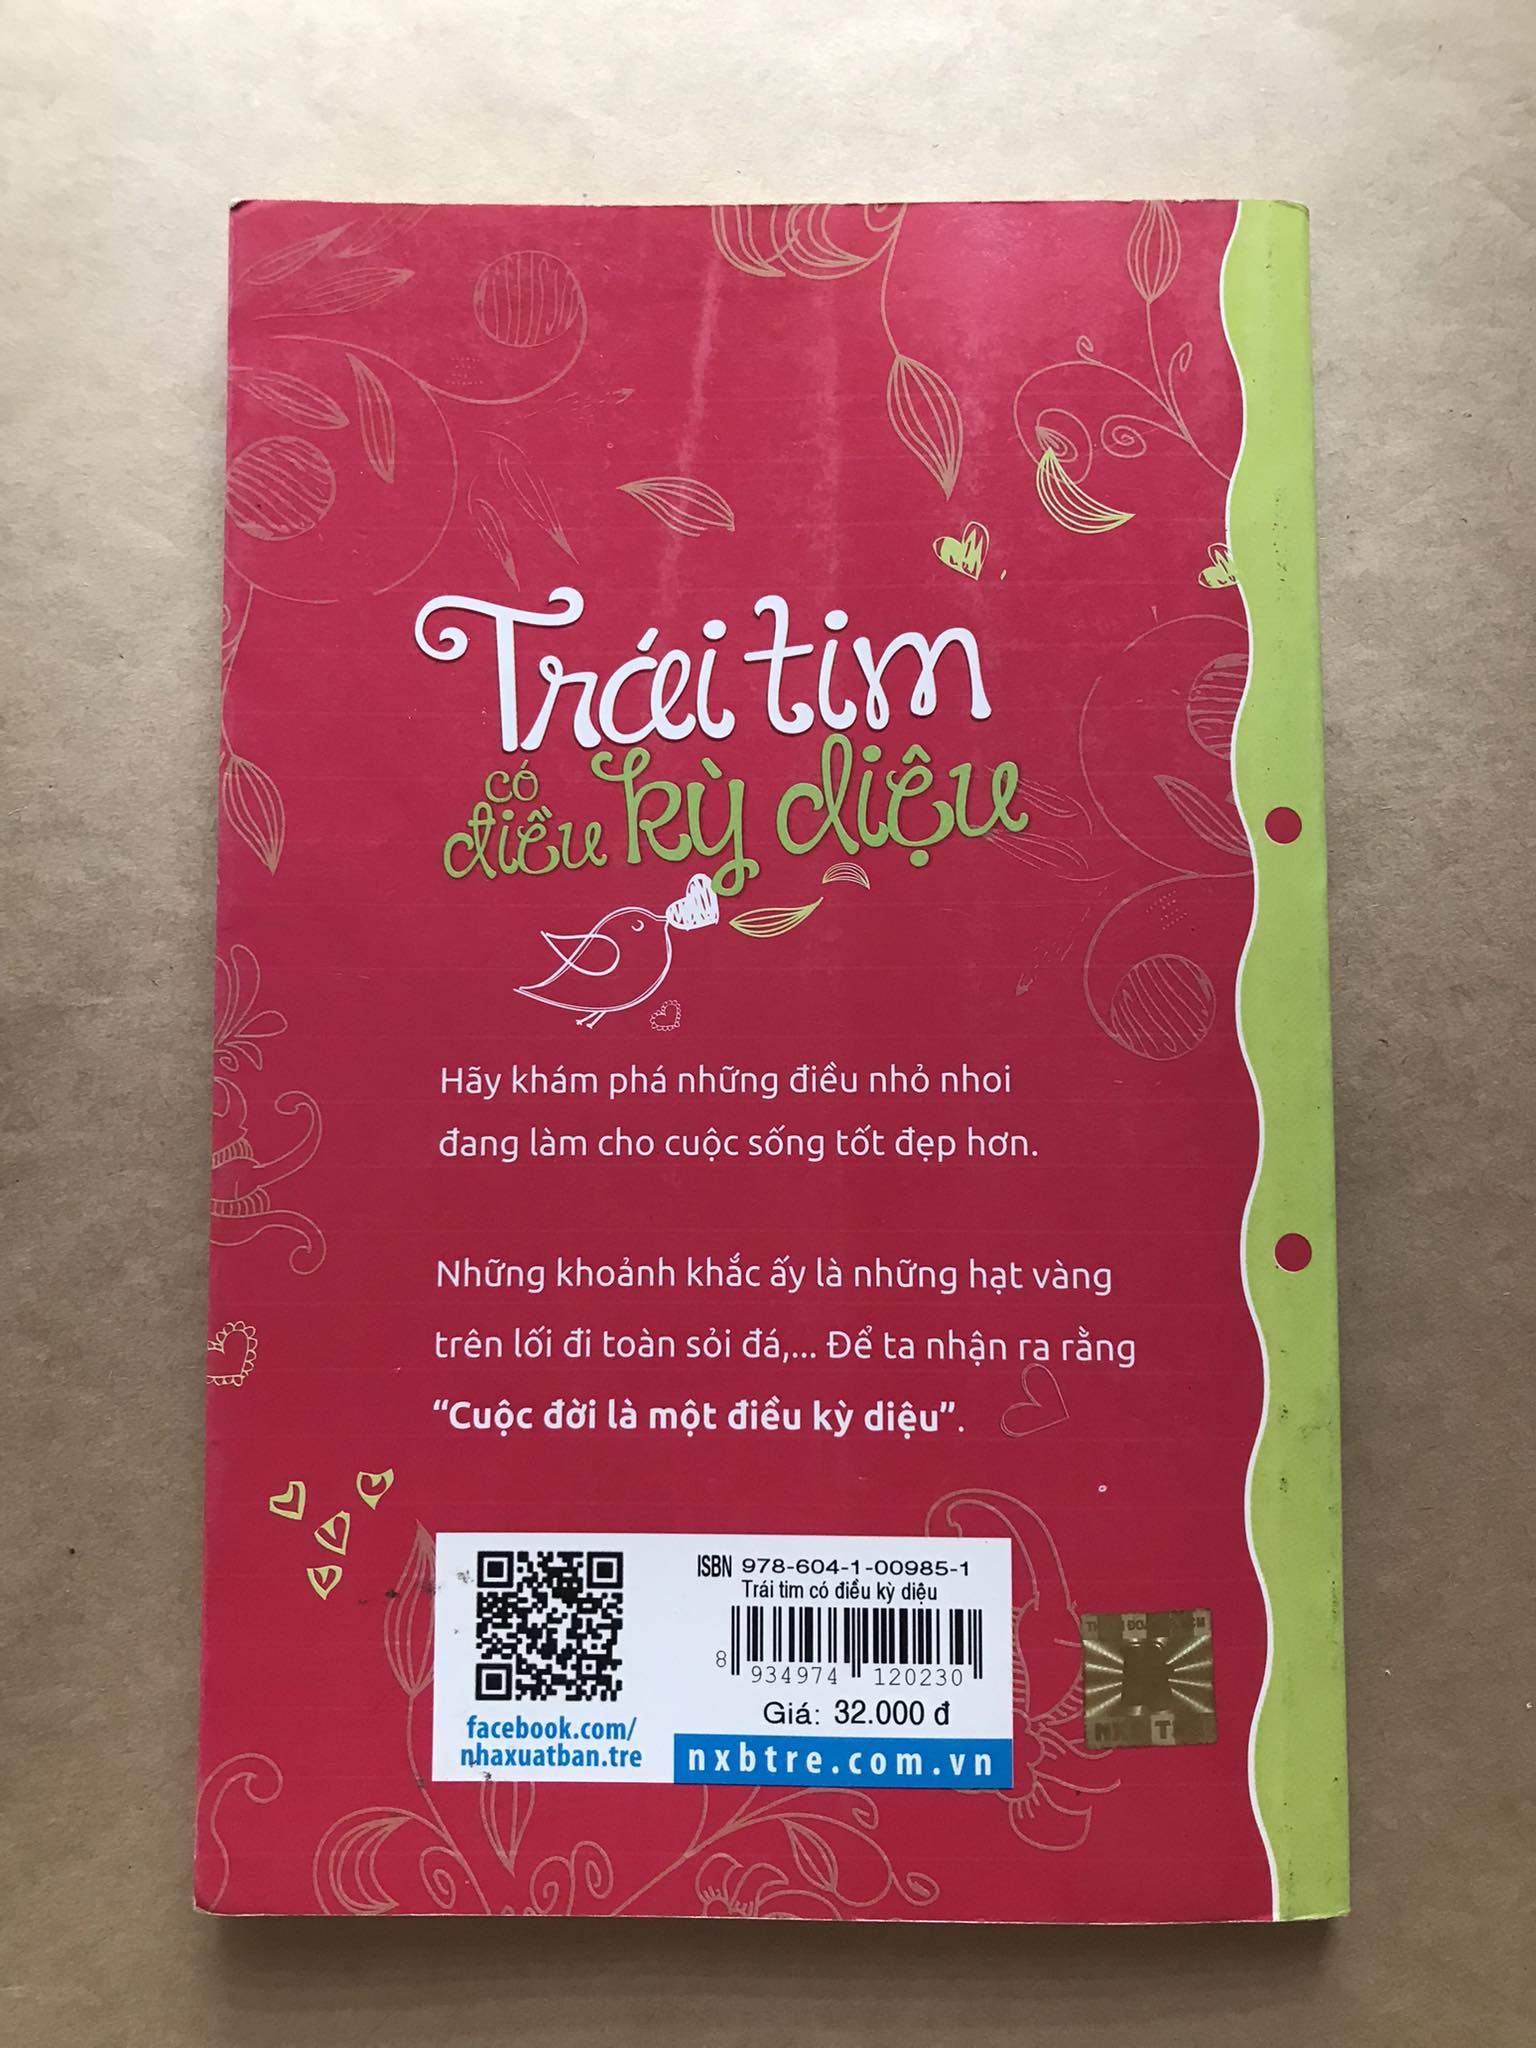 Trái tim
có
điều kỳ diệu
Hãy khám phá những điều nhỏ nhoi
đang làm cho cuộc sống tốt đẹp hơn.
Những khoảnh khắc ấy là những hạt vàng
trên lối đi toàn sỏi đá,... Để ta nhận ra rằng
“Cuộc đời là một điều kỳ diệu”.
ISBN 978-604-1-00985-1
Trái tim có điều kỳ diệu
8 934974 120230
Giá: 32.000 đ
facebook.com/
nhaxuatban.tre
nxbtre.com.vn